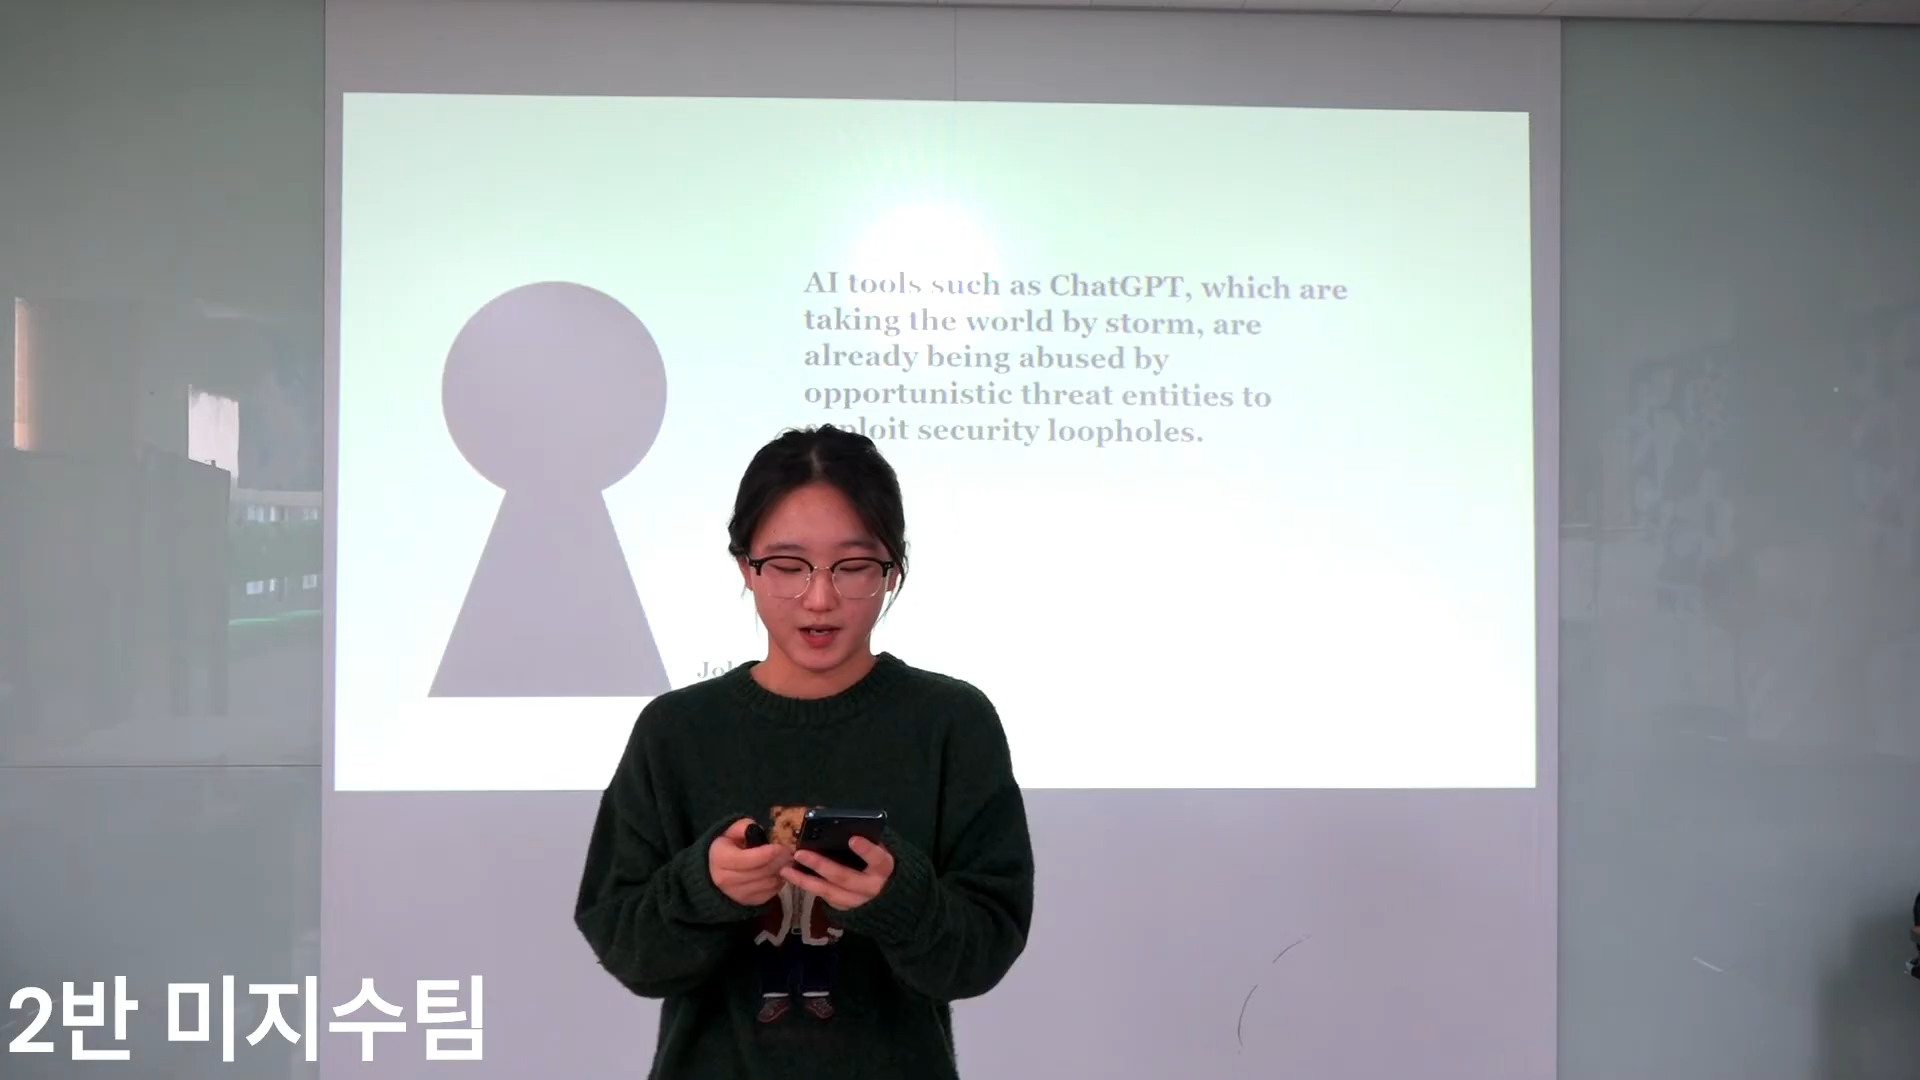 AI tools such as ChatGPT, which are
taking the world by storm, are
already being abused by
opportunistic threat entities to
exploit security loopholes.
2반 미지수팀